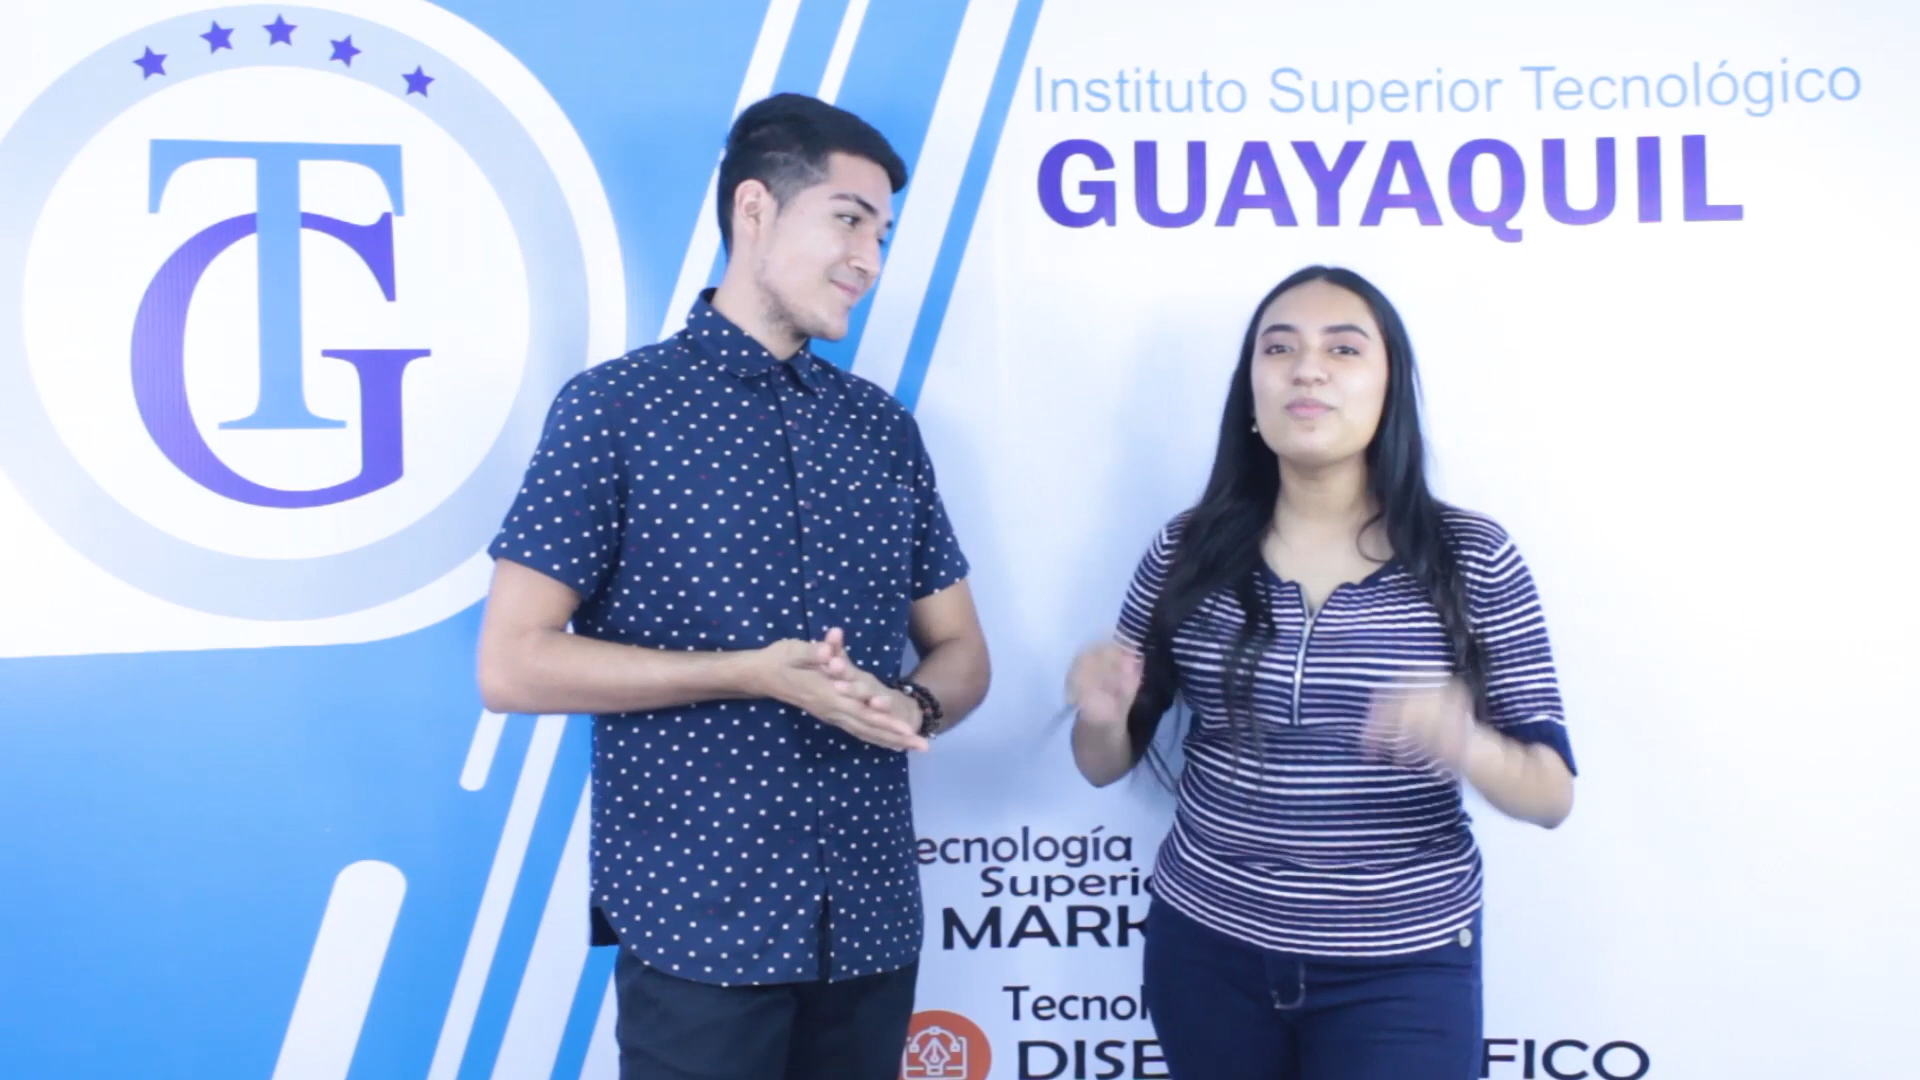 TG
Instituto Superior Tecnológico
GUAYAQUIL
ecnología
Superio
MARK
Tecnol
DISE FICO